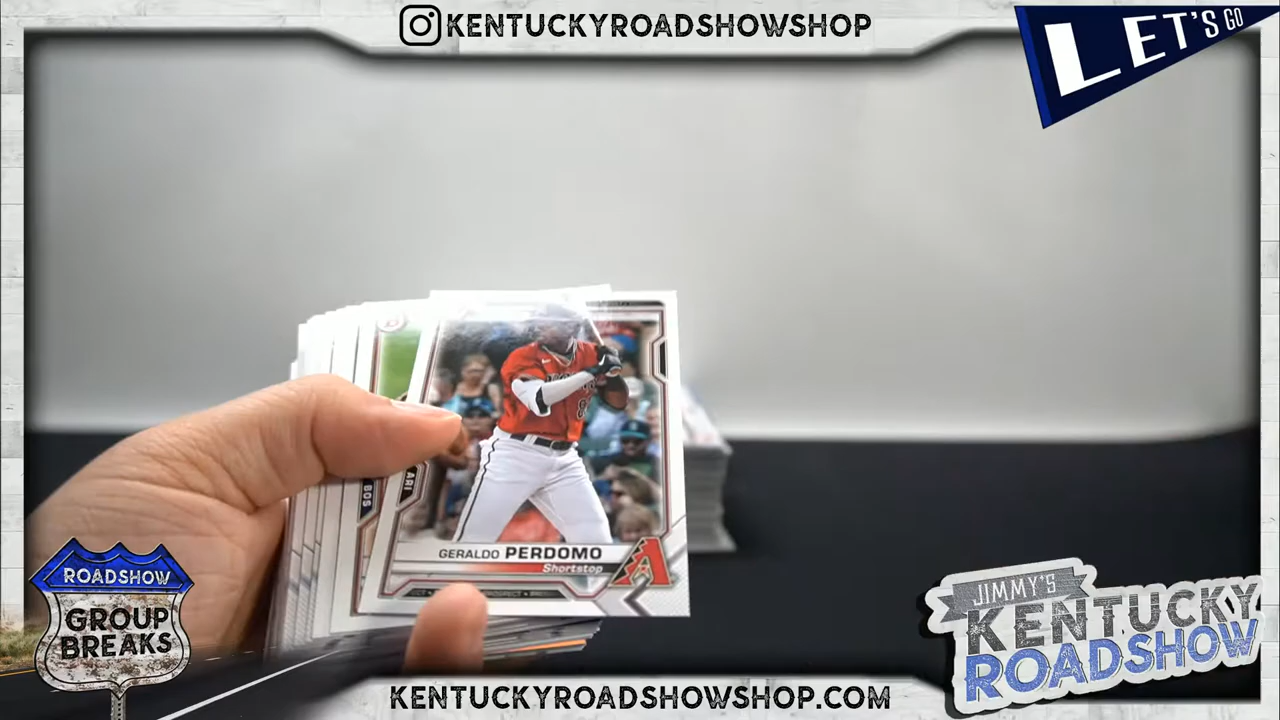 KENTUCKYROADSHOWSHOP
LET'S GO
BOS
ARI
GERALDO PERDOMO
Shortstop
ROADSHOW
GROUP
BREAKS
JIMMY'S
KENTUCKY
ROADSHOW
KENTUCKYROADSHOWSHOP.COM